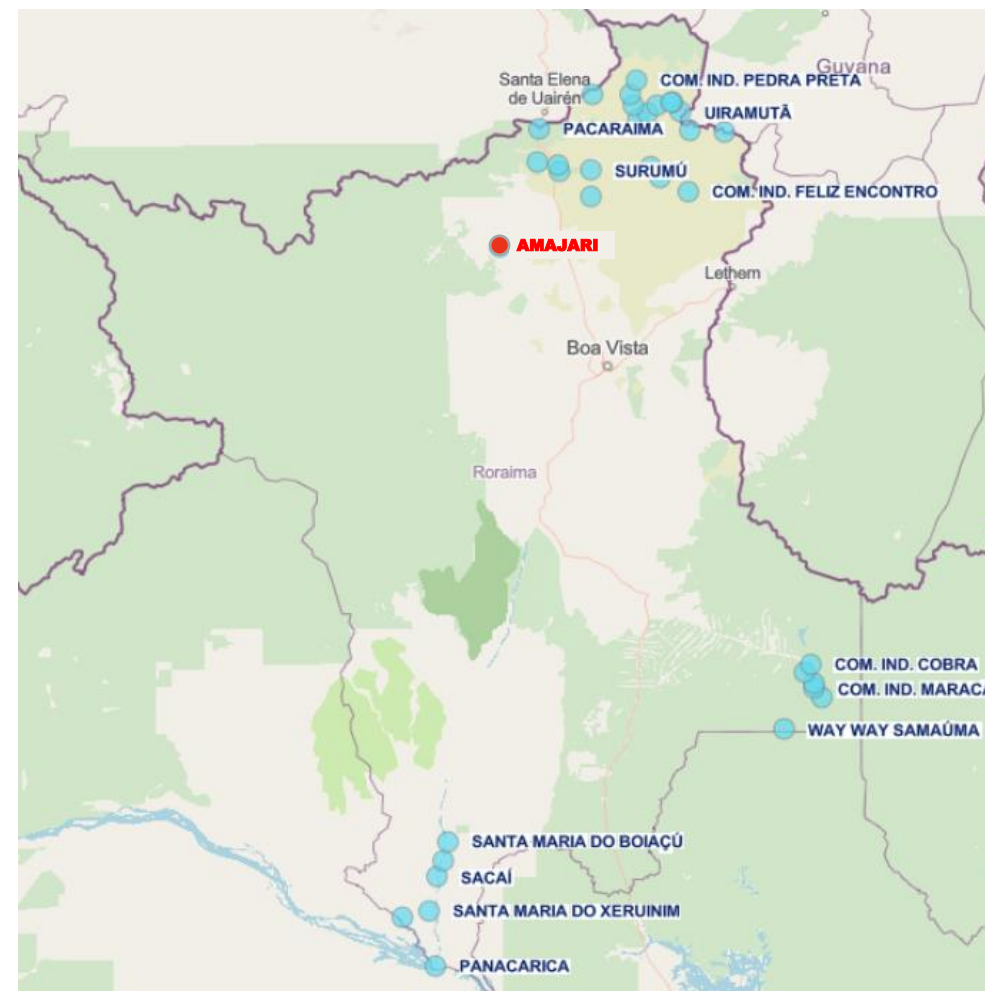 Guyana
Santa Elena
de Uairén
COM. IND. PEDRA PRETA
UIRAMUTÃ
PACARAIMA
SURUMÚ
COM. IND. FELIZ ENCONTRO
AMAJARI
Lethem
Boa Vista
Roraima
COM. IND. COBRA
COM. IND. MARACA
WAY WAY SAMAÚMA
SANTA MARIA DO BOIAÇÚ
SACAÍ
SANTA MARIA DO XERUINIM
PANACARICA